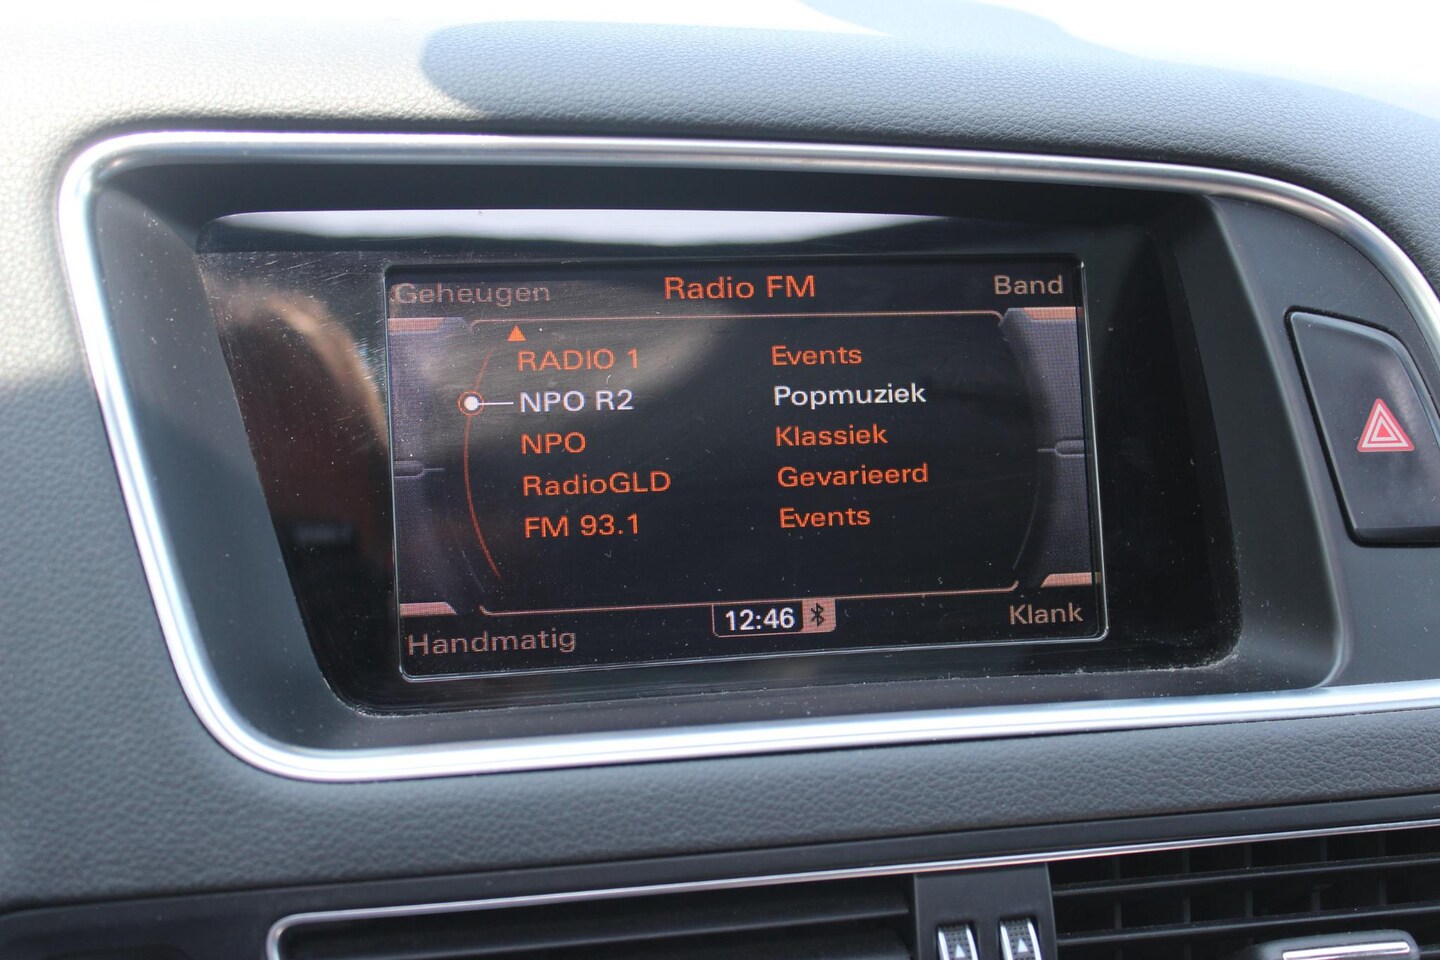 Geheugen Radio FM Band
RADIO 1 Events
NPO R2 Popmuziek
NPO Klassiek
RadioGLD Gevarieerd
FM 93.1 Events
Handmatig 12:46 Klank